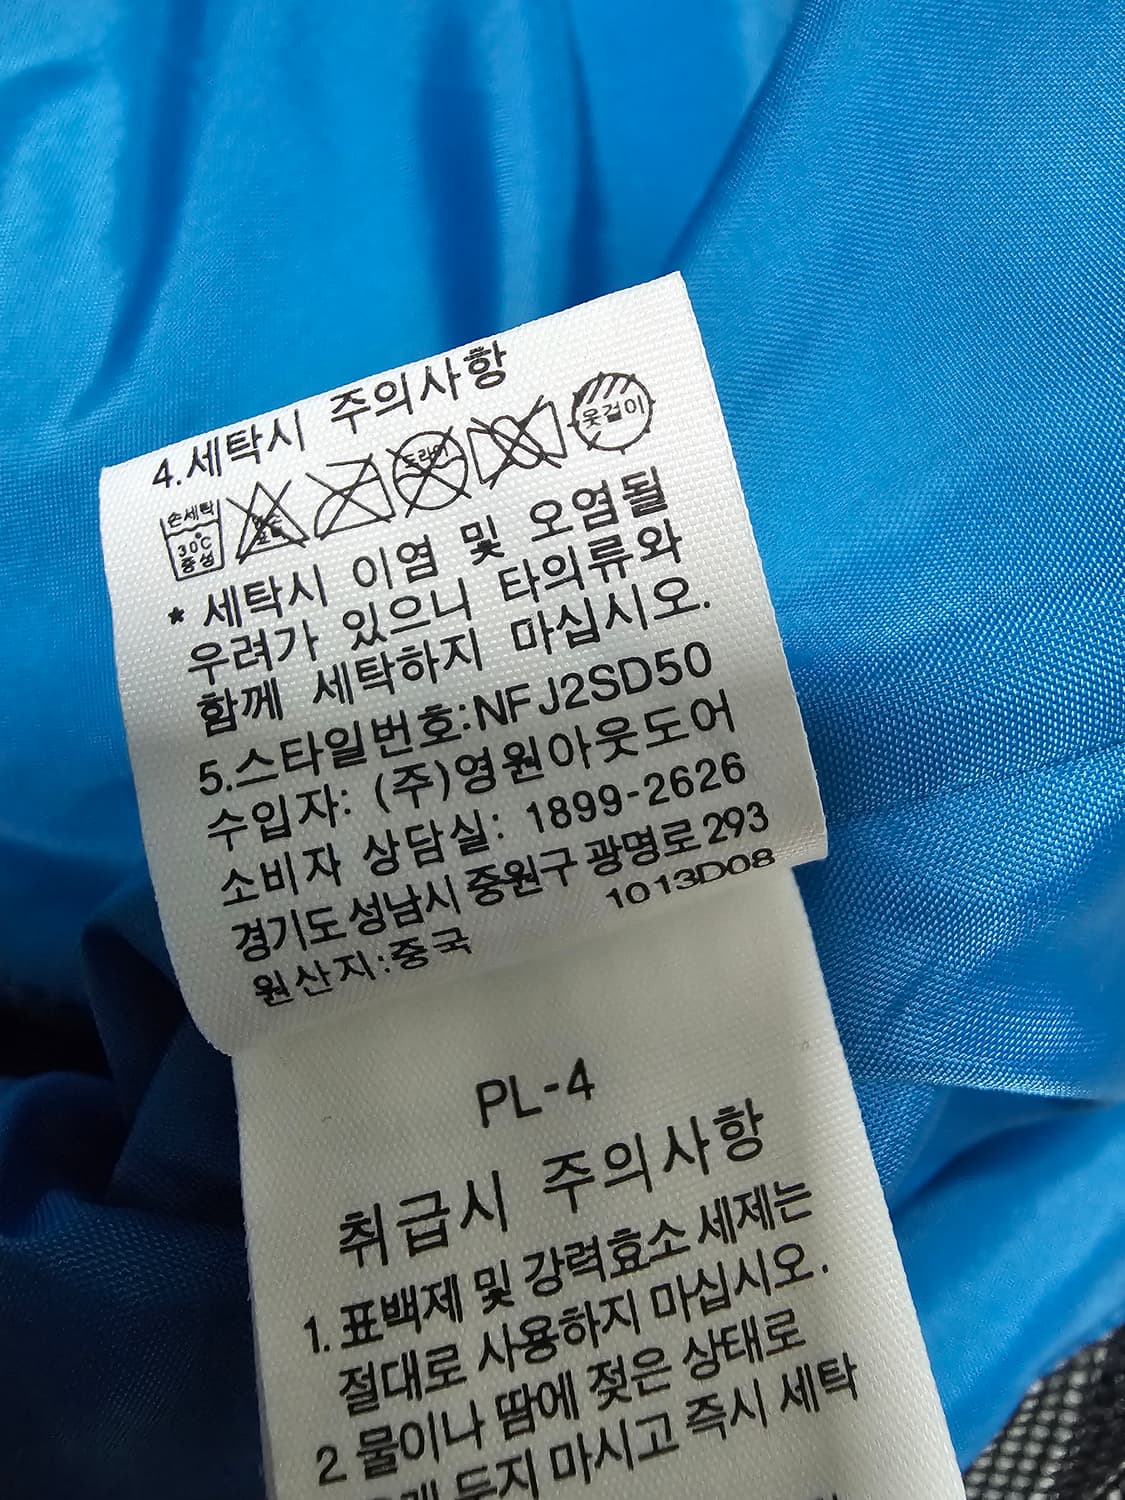 4.세탁시 주의사항
손세탁 30℃ 중성 드라이 옷걸이
* 세탁시 이염 및 오염될
우려가 있으니 타의류와
함께 세탁하지 마십시오.
5.스타일번호:NFJ2SD50
수입자: (주)영원아웃도어
소비자 상담실: 1899-2626
경기도 성남시 중원구 광명로 293
원산지:중국 1013D08
PL-4
취급시 주의사항
1. 표백제 및 강력효소 세제는
절대로 사용하지 마십시오.
2 물이나 땀에 젖은 상태로
두지 마시고 즉시 세탁